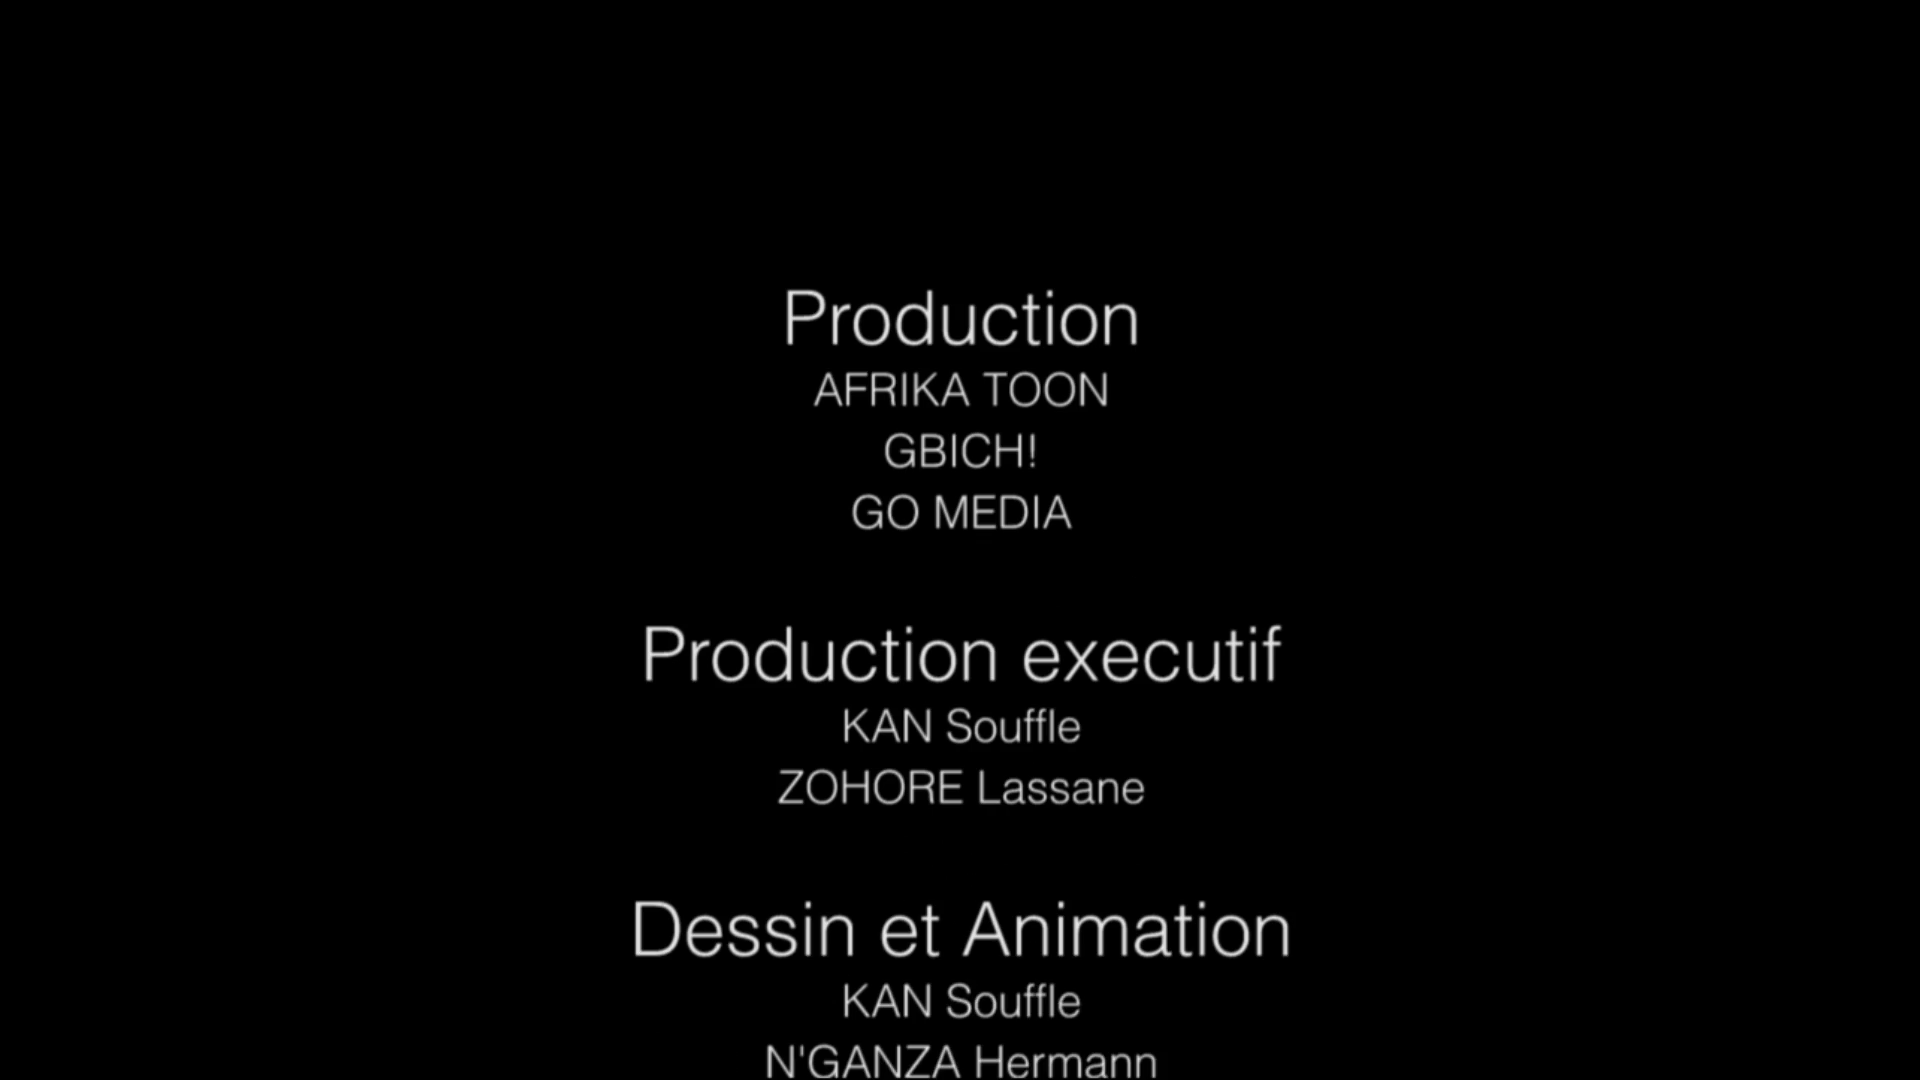 Production
AFRIKA TOON
GBICH!
GO MEDIA
Production executif
KAN Souffle
ZOHORE Lassane
Dessin et Animation
KAN Souffle
N'GANZA Hermann